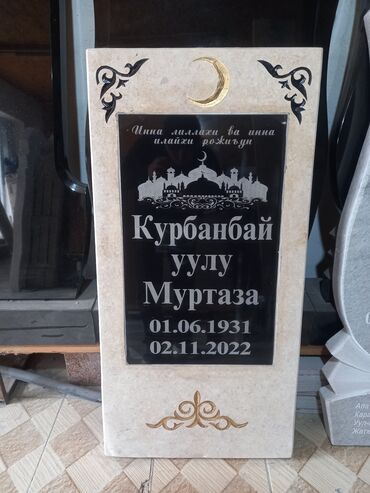 Инна лиллахи ва инна
илайхи рожиъун
Курбанбай
уулу
Муртаза
01.06.1931
02.11.2022